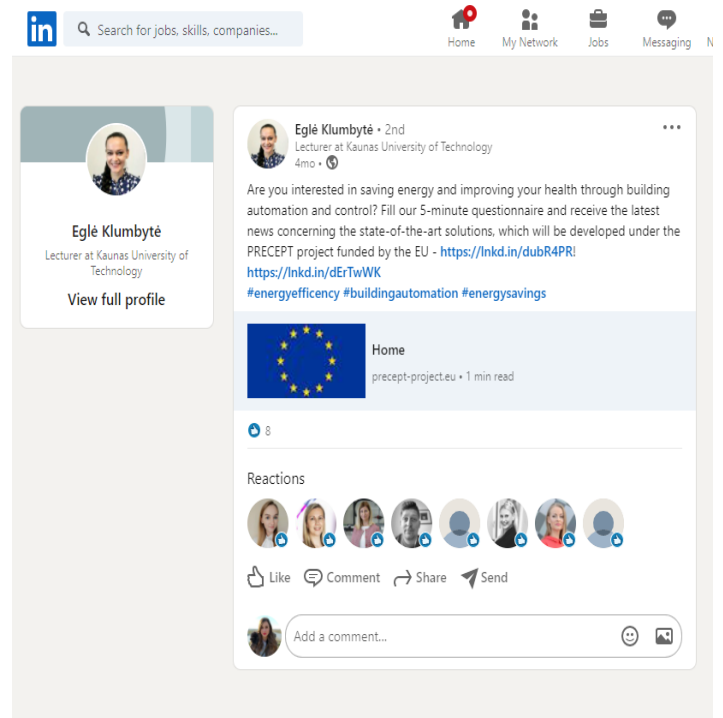 in
Search for jobs, skills, companies...
Home
My Network
Jobs
Messaging
N
Eglė Klumbytė
Lecturer at Kaunas University of
Technology
View full profile
Eglė Klumbytė • 2nd
Lecturer at Kaunas University of Technology
4mo •
Are you interested in saving energy and improving your health through building
automation and control? Fill our 5-minute questionnaire and receive the latest
news concerning the state-of-the-art solutions, which will be developed under the
PRECEPT project funded by the EU - https://lnkd.in/dubR4PR!
https://lnkd.in/dErTwWK
#energyefficency #buildingautomation #energysavings
Home
precept-project.eu • 1 min read
8
Reactions
Like
Comment
Share
Send
Add a comment...